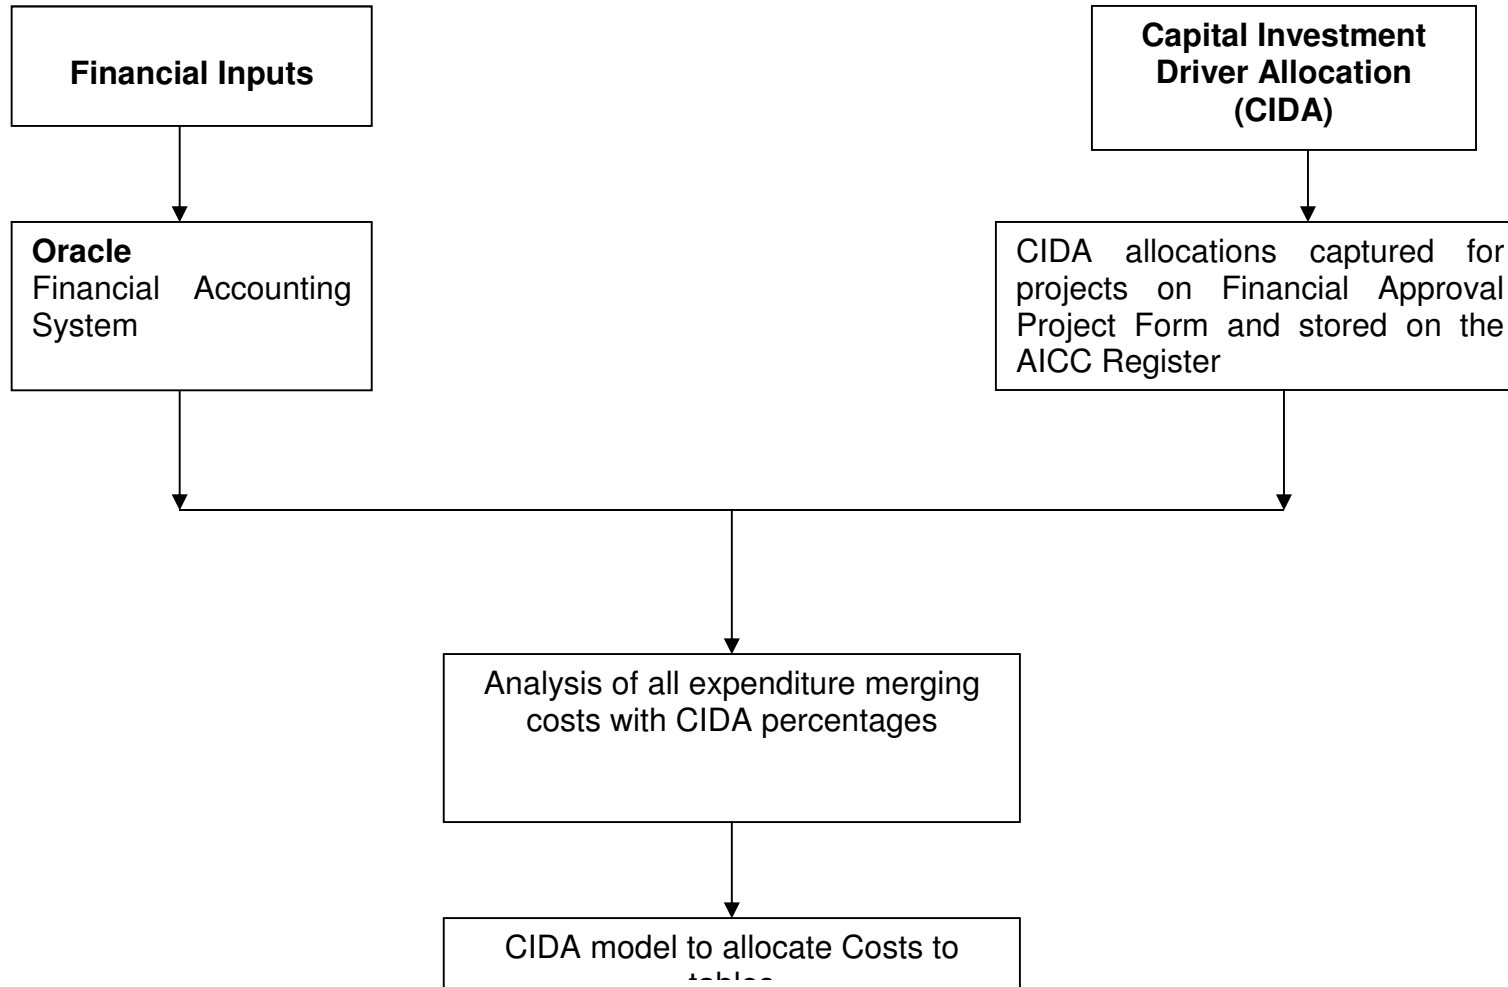 Financial Inputs
Capital Investment
Driver Allocation
(CIDA)
Oracle
Financial Accounting
System
CIDA allocations captured for
projects on Financial Approval
Project Form and stored on the
AICC Register
Analysis of all expenditure merging
costs with CIDA percentages
CIDA model to allocate Costs to
tables